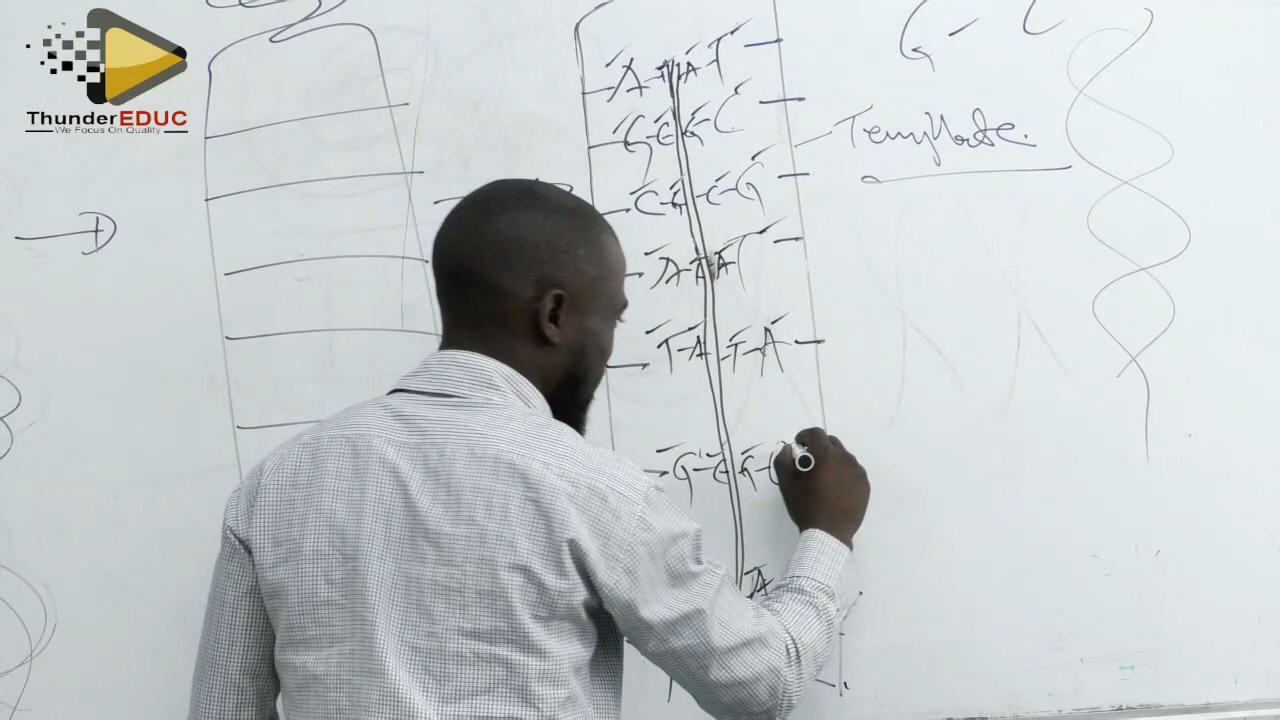 ThunderEDUC
We Focus On Quality
G - C
A - T A - T
G - C G - C
C - G C - G
Template.
A - T A - T
T - A T - A
G - C G - C
A